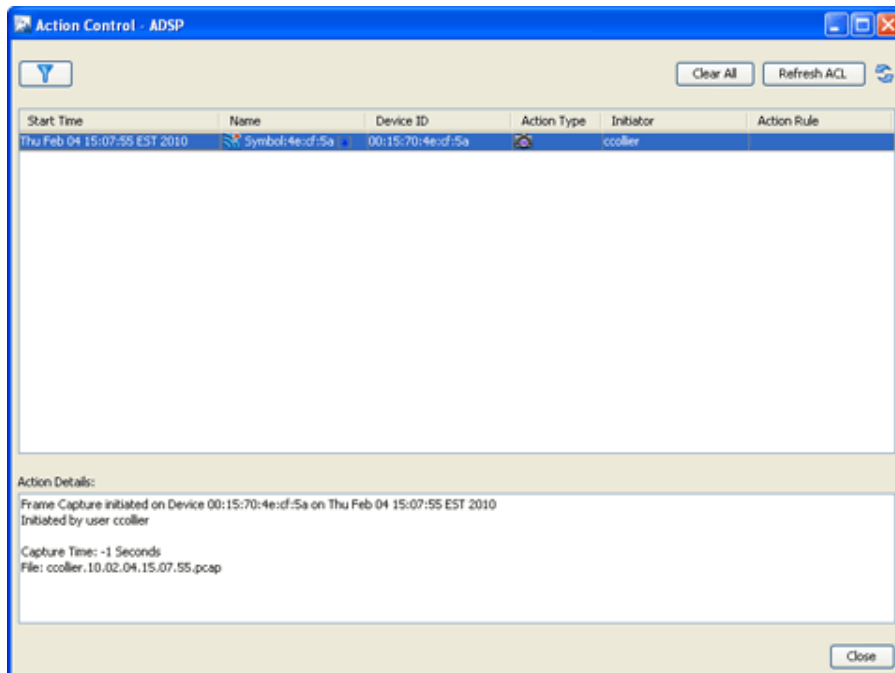 Action Control - ADSP
Clear All Refresh ACL
Start Time Name Device ID Action Type Initiator Action Rule
Thu Feb 04 15:07:55 EST 2010 Symbol:4e:cf:5a 00:15:70:4e:cf:5a ccollier
Action Details:
Frame Capture initiated on Device 00:15:70:4e:cf:5a on Thu Feb 04 15:07:55 EST 2010
Initiated by user ccollier
Capture Time: -1 Seconds
File: ccollier.10.02.04.15.07.55.pcap
Close